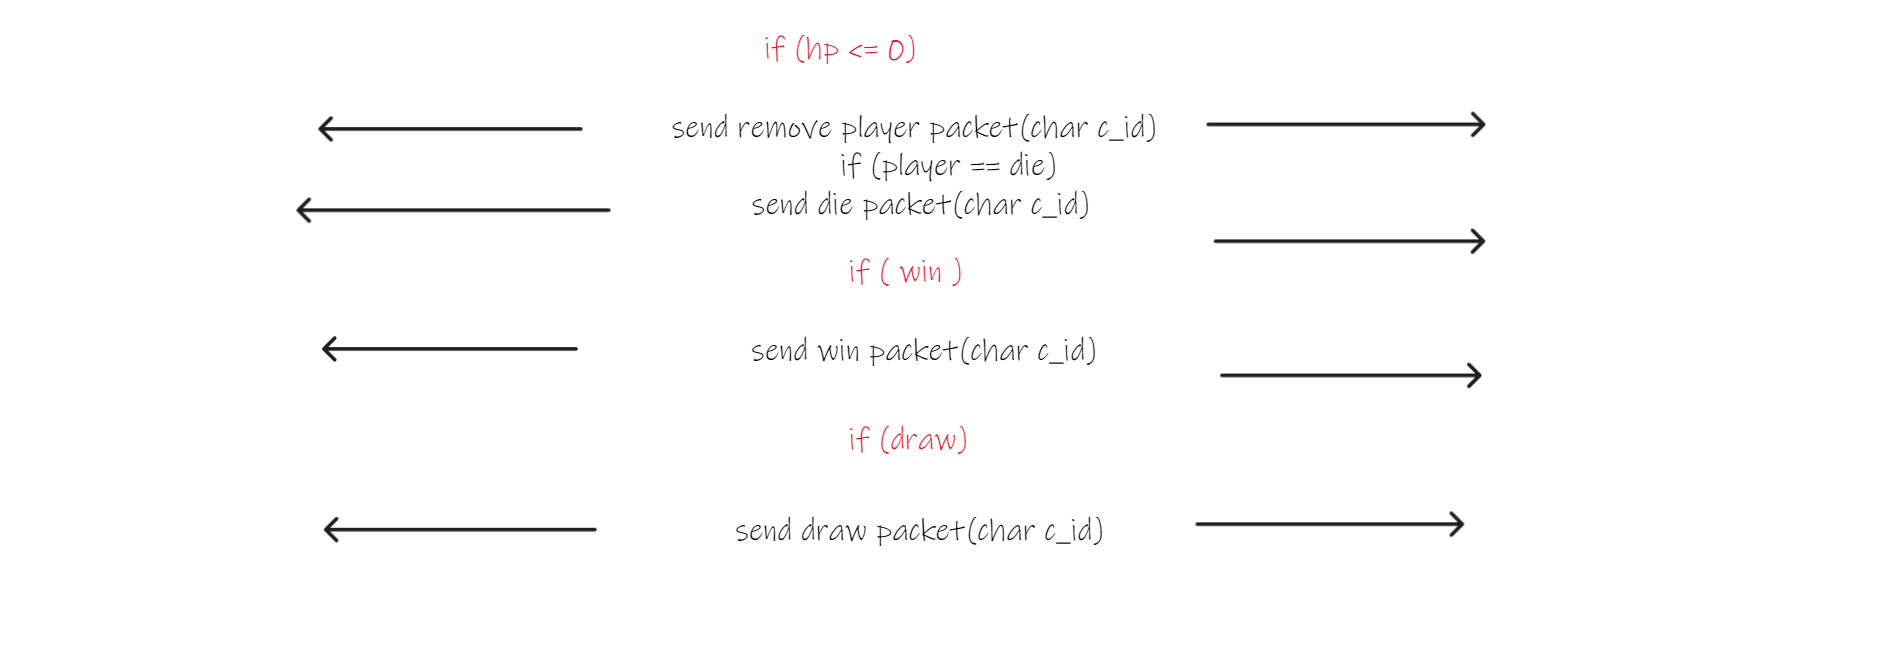 if (hp <= 0)
send remove player packet(char c_id)
if (player == die)
send die packet(char c_id)
if ( win )
send win packet(char c_id)
if (draw)
send draw packet(char c_id)